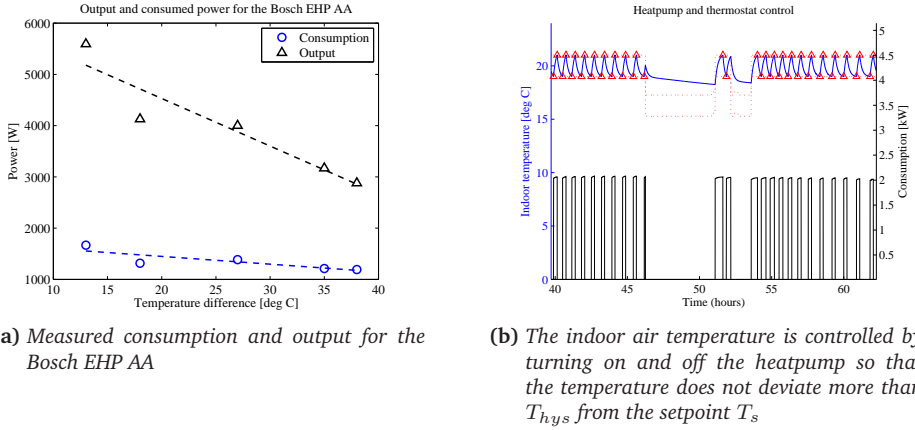 Output and consumed power for the Bosch EHP AA
6000
5000
4000
3000
2000
1000
Power [W]
Consumption
Output
10 15 20 25 30 35 40
Temperature difference [deg C]
a) Measured consumption and output for the
Bosch EHP AA
Heatpump and thermostat control
20
15
10
5
0
Indoor temperature [deg C]
5
4.5
4
3.5
3
2.5
2
1.5
1
0.5
Consumption [kW]
40 45 50 55 60
Time (hours)
(b) The indoor air temperature is controlled by
turning on and off the heatpump so that
the temperature does not deviate more than
Thys from the setpoint Ts